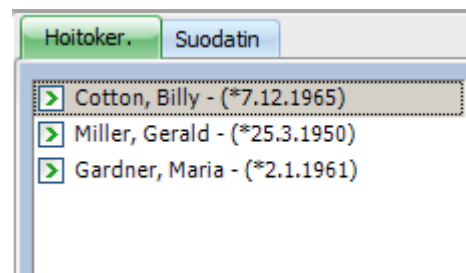 Hoitoker. Suodatin
Cotton, Billy - (*7.12.1965)
Miller, Gerald - (*25.3.1950)
Gardner, Maria - (*2.1.1961)